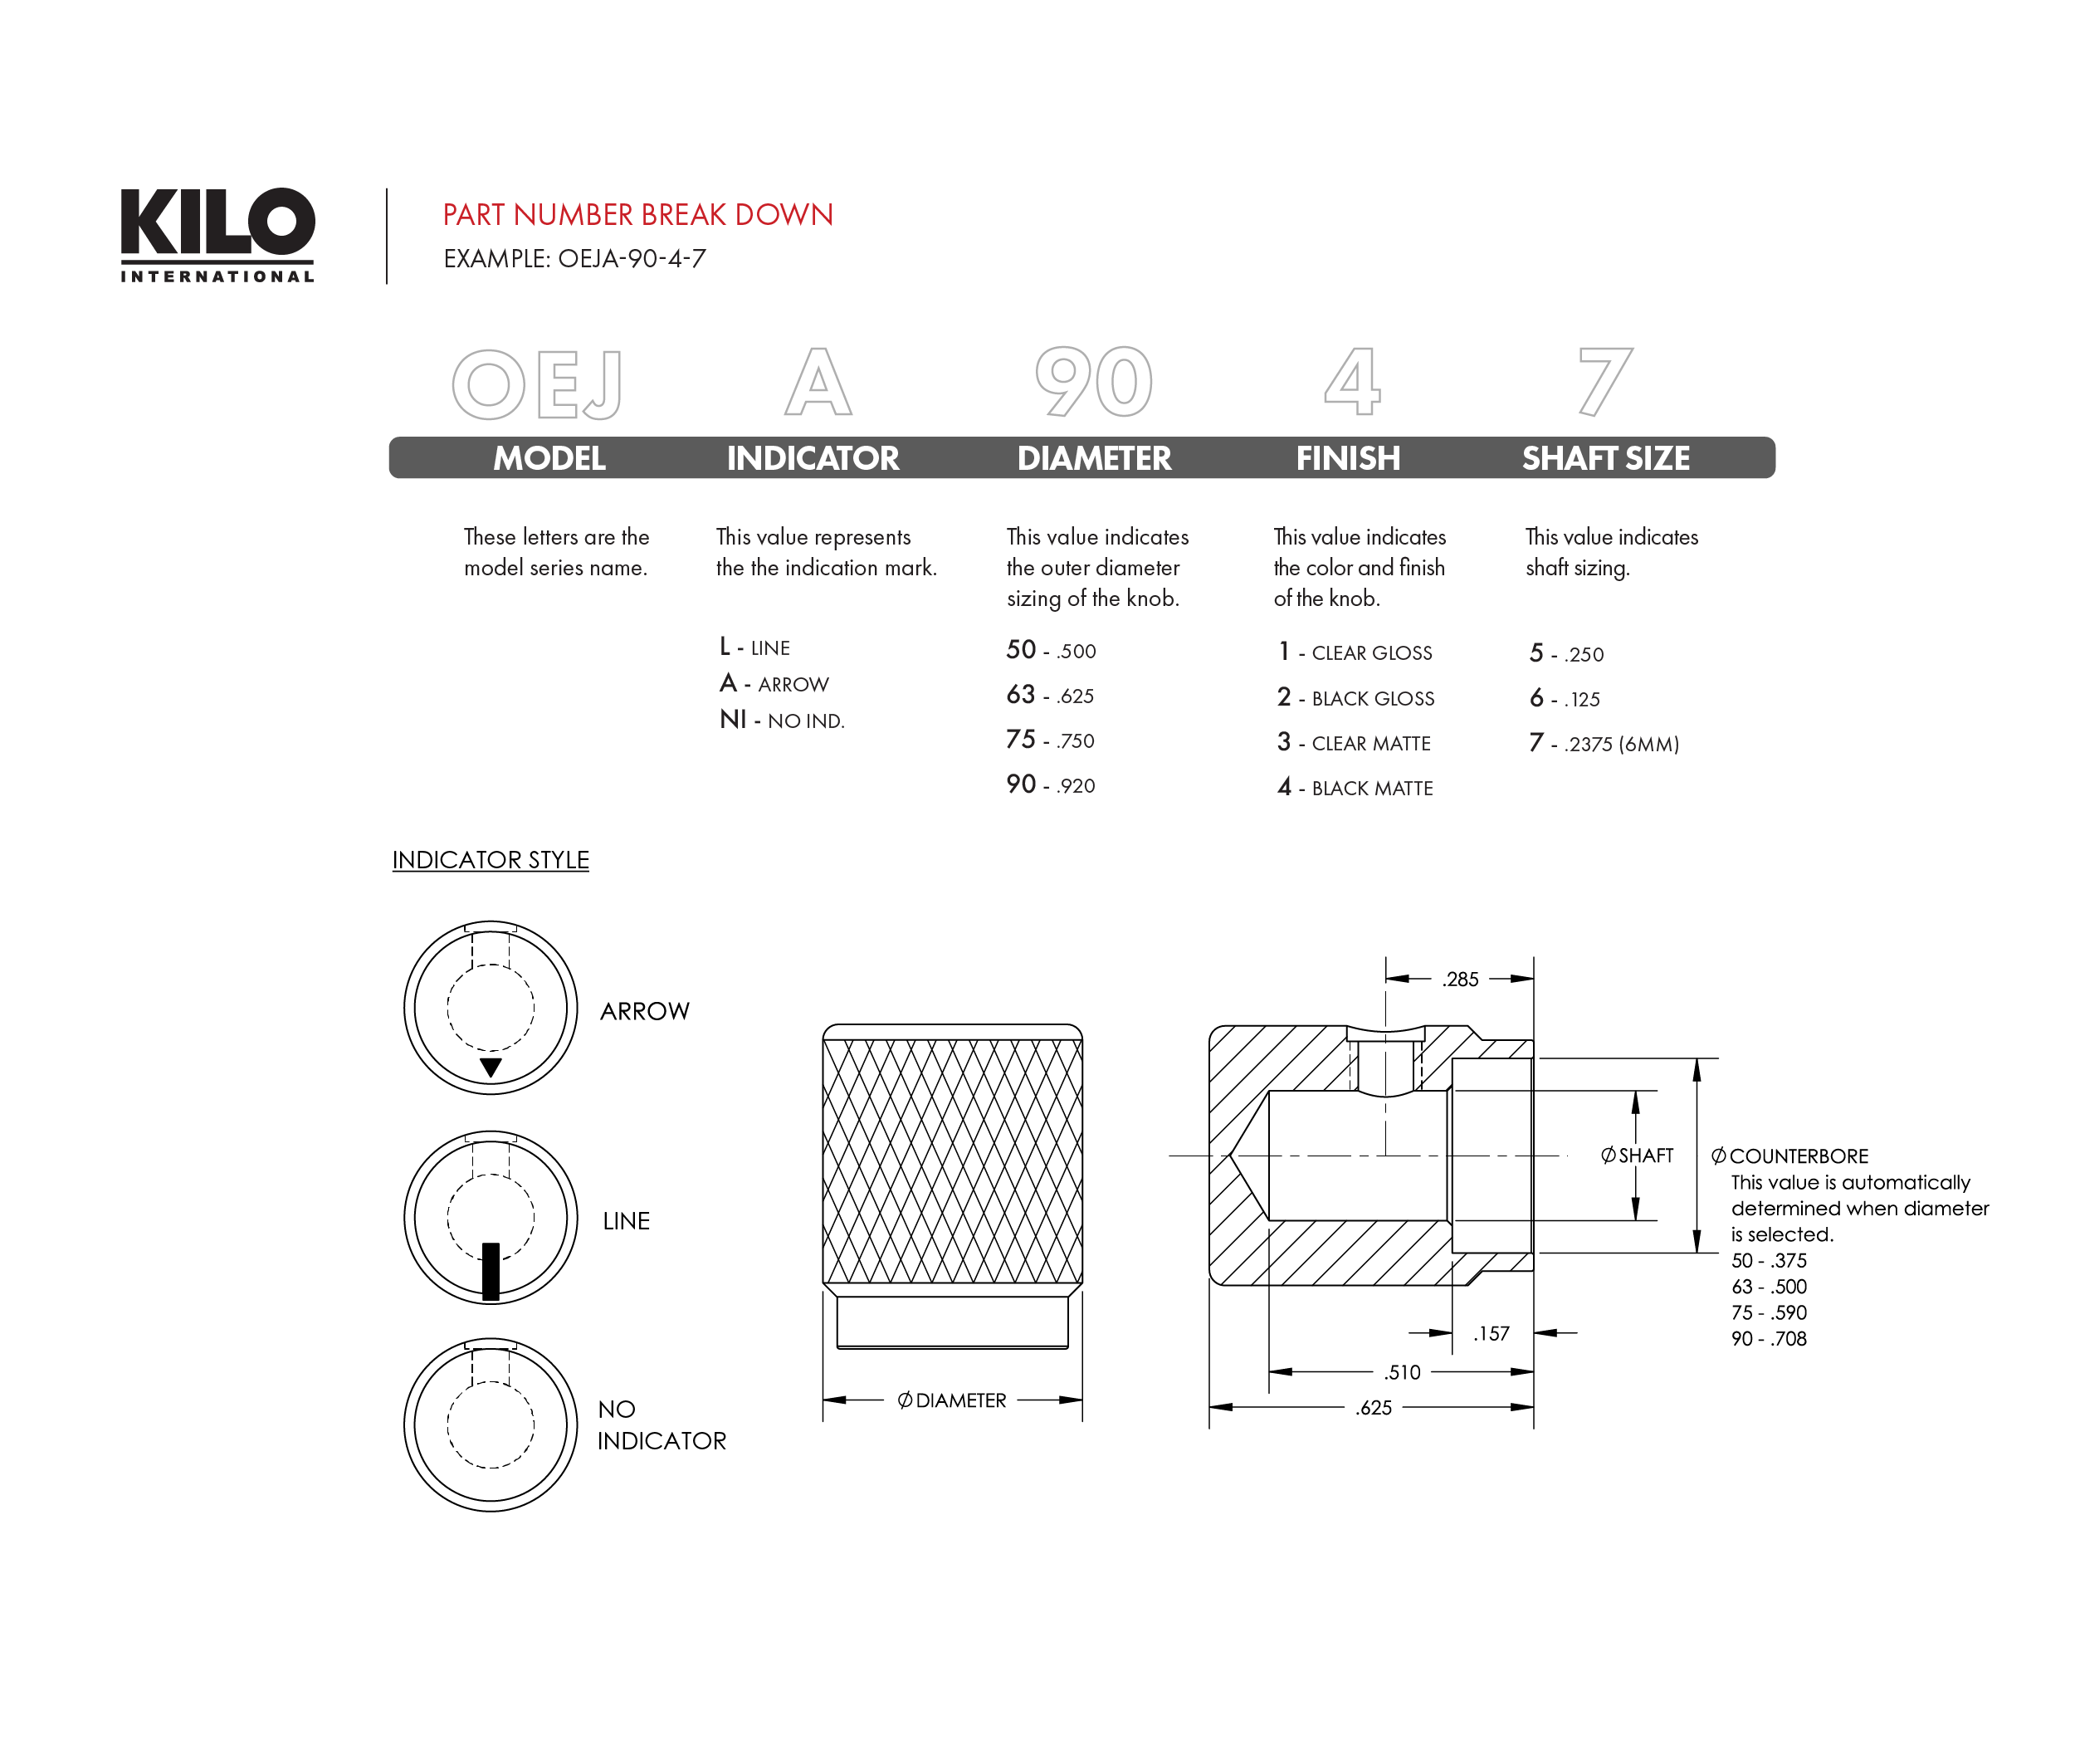 KILO
INTERNATIONAL
PART NUMBER BREAK DOWN
EXAMPLE: OEJA-90-4-7
OEJ A 90 4 7
MODEL INDICATOR DIAMETER FINISH SHAFT SIZE
These letters are the
model series name.
This value represents
the the indication mark.
L - LINE
A - ARROW
NI - NO IND.
This value indicates
the outer diameter
sizing of the knob.
50 - .500
63 - .625
75 - .750
90 - .920
This value indicates
the color and finish
of the knob.
1 - CLEAR GLOSS
2 - BLACK GLOSS
3 - CLEAR MATTE
4 - BLACK MATTE
This value indicates
shaft sizing.
5 - .250
6 - .125
7 - .2375 (6MM)
INDICATOR STYLE
ARROW
LINE
NO
INDICATOR
Ø DIAMETER
.285
Ø SHAFT
Ø COUNTERBORE
This value is automatically
determined when diameter
is selected.
50 - .375
63 - .500
75 - .590
90 - .708
.157
.510
.625